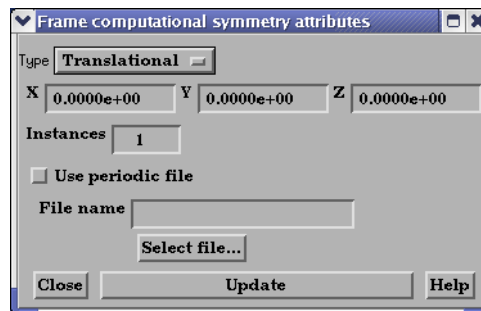 Frame computational symmetry attributes
Type Translational
X 0.0000e+00 Y 0.0000e+00 Z 0.0000e+00
Instances 1
Use periodic file
File name
Select file...
Close Update Help